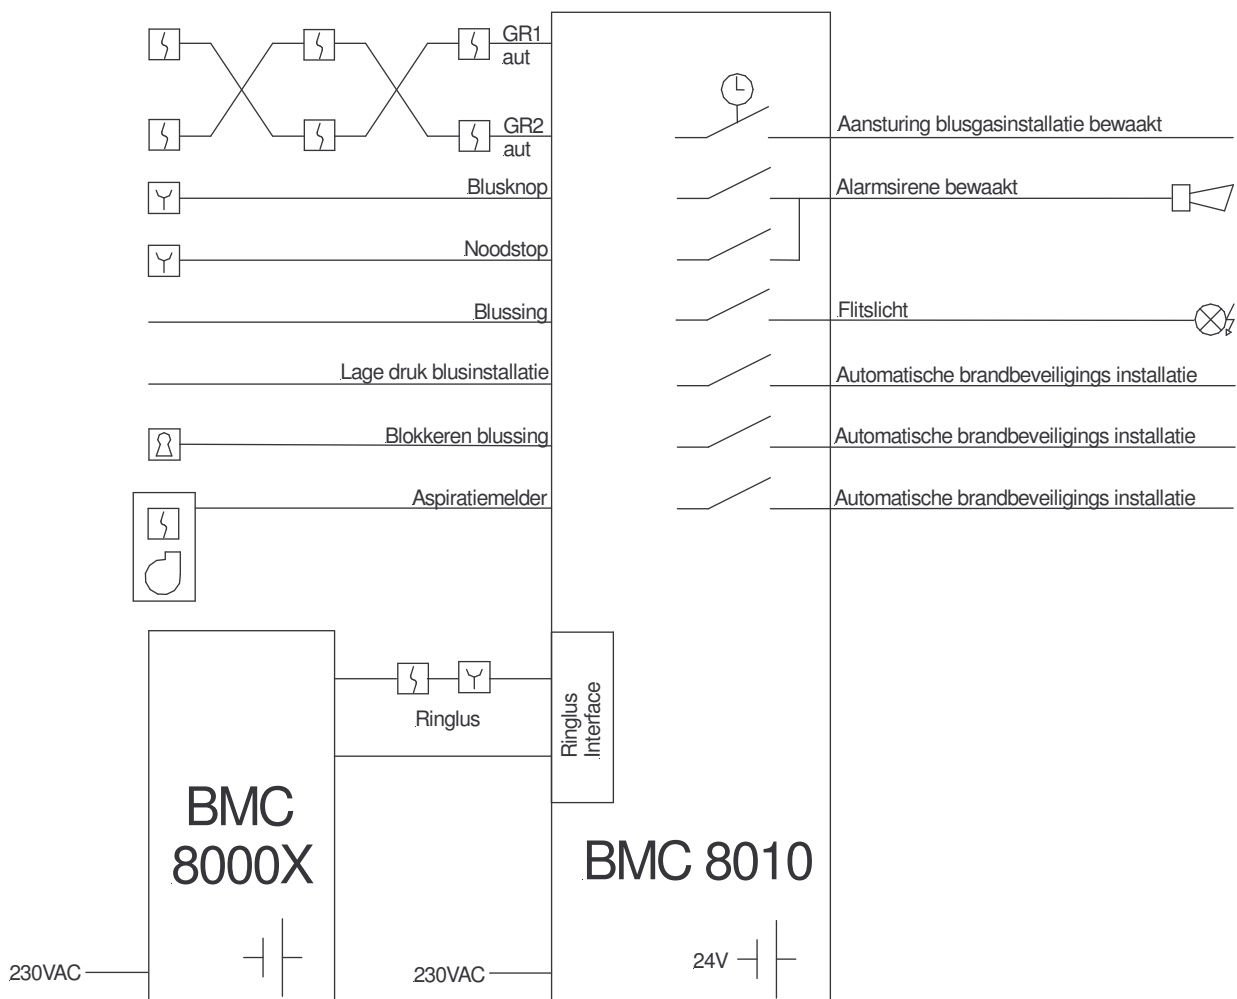 GR1
aut
GR2
aut
Blusknop
Noodstop
Blussing
Lage druk blusinstallatie
Blokkeren blussing
Aspiratiemelder
Aansturing blusgasinstallatie bewaakt
Alarmsirene bewaakt
Flitslicht
Automatische brandbeveiligings installatie
Automatische brandbeveiligings installatie
Automatische brandbeveiligings installatie
Ringlus
Ringlus
Interface
BMC
8000X
BMC 8010
230VAC
230VAC
24V